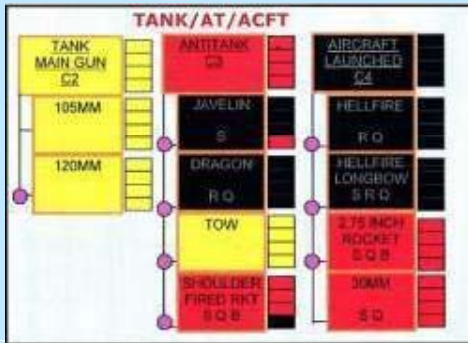 TANK/AT/ACFT
TANK
MAIN GUN
C2
105MM
120MM
ANTITANK
C3
JAVELIN
S
DRAGON
R Q
TOW
SHOULDER
FIRED RKT
S Q B
AIRCRAFT
LAUNCHED
C4
HELLFIRE
R Q
HELLFIRE
LONGBOW
S R Q
2.75 INCH
ROCKET
S Q B
30MM
S Q